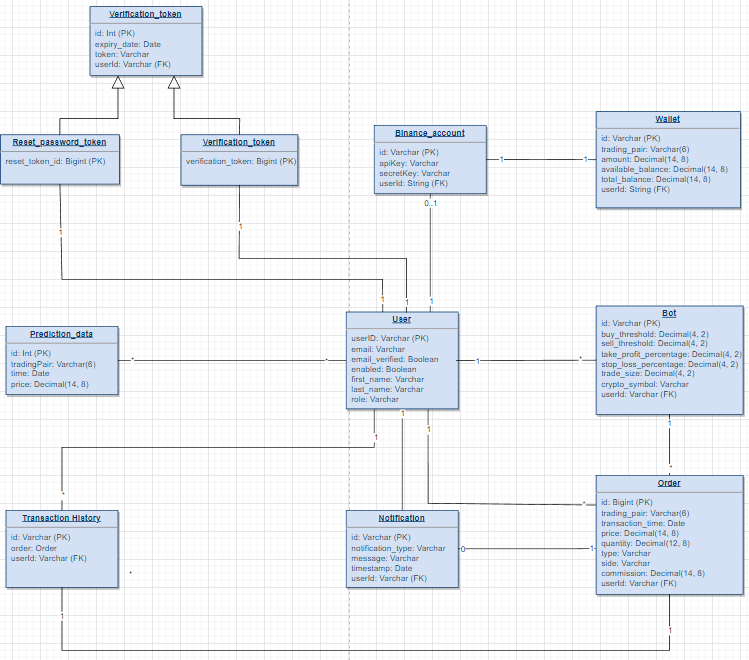 Verification_token
id: Int (PK)
expiry_date: Date
token: Varchar
userId: Varchar (FK)
Reset_password_token
reset_token_id: Bigint (PK)
Verification_token
verification_token: Bigint (PK)
Binance_account
id: Varchar (PK)
apiKey: Varchar
secretKey: Varchar
userId: String (FK)
1
1
Wallet
id: Varchar (PK)
trading_pair: Varchar(6)
amount: Decimal(14, 8)
available_balance: Decimal(14, 8)
total_balance: Decimal(14, 8)
userId: String (FK)
0..1
1
1
1
1
1
Prediction_data
id: Int (PK)
tradingPair: Varchar(6)
time: Date
price: Decimal(14, 8)
*
*
User
userID: Varchar (PK)
email: Varchar
email_verified: Boolean
enabled: Boolean
first_name: Varchar
last_name: Varchar
role: Varchar
1
*
Bot
id: Varchar (PK)
buy_threshold: Decimal(4, 2)
sell_threshold: Decimal(4, 2)
take_profit_percentage: Decimal(4, 2)
stop_loss_percentage: Decimal(4, 2)
trade_size: Decimal(4, 2)
crypto_symbol: Varchar
userId: Varchar (FK)
1
1
1
1
*
*
*
Transaction History
id: Varchar (PK)
order: Order
userId: Varchar (FK)
*
Notification
id: Varchar (PK)
notification_type: Varchar
message: Varchar
timestamp: Date
userId: Varchar (FK)
0
1
Order
id: Bigint (PK)
trading_pair: Varchar(6)
transaction_time: Date
price: Decimal(14, 8)
quantity: Decimal(12, 8)
type: Varchar
side: Varchar
commission: Decimal(14, 8)
userId: Varchar (FK)
1
1